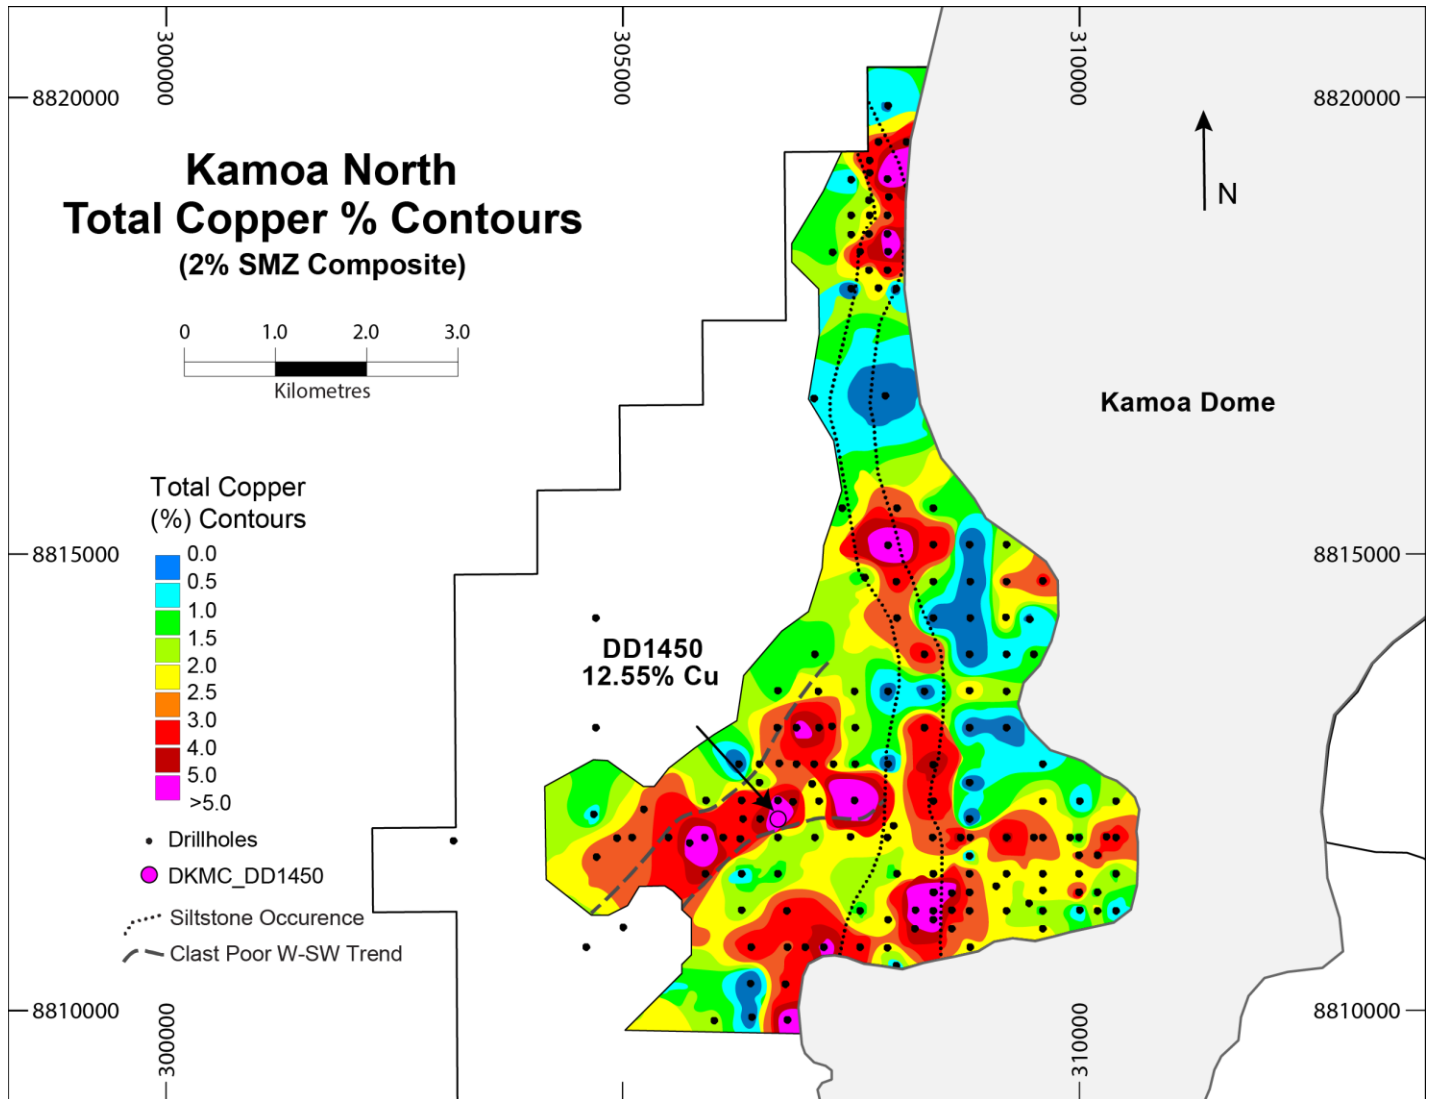 300000
305000
310000
8820000
8820000
Kamoa North
Total Copper % Contours
(2% SMZ Composite)
N
0 1.0 2.0 3.0
Kilometres
Kamoa Dome
Total Copper
(%) Contours
0.0
0.5
1.0
1.5
2.0
2.5
3.0
4.0
5.0
>5.0
8815000
8815000
DD1450
12.55% Cu
Drillholes
DKMC_DD1450
Siltstone Occurence
Clast Poor W-SW Trend
8810000
8810000
300000
3100000